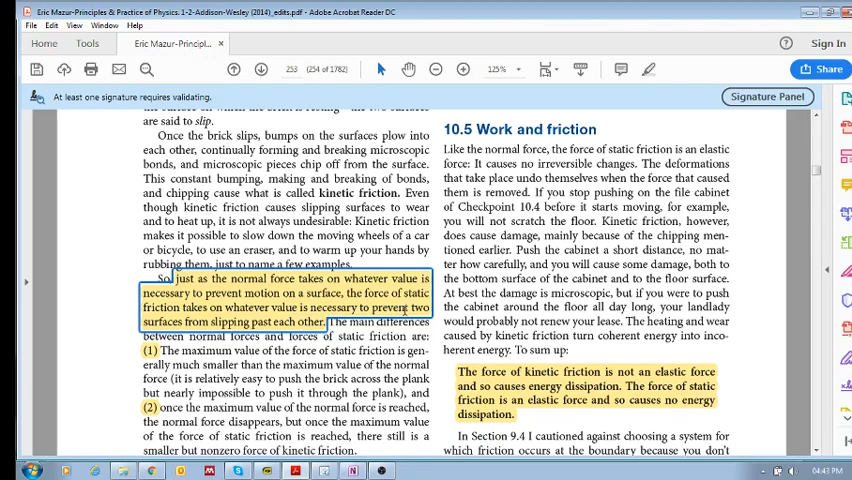 Eric Mazur-Principles & Practice of Physics. 1-2-Addison-Wesley (2014)_edits.pdf - Adobe Acrobat Reader DC
File Edit View Window Help
Home Tools Eric Mazur-Principl... × Sign In
253 (254 of 1782) 125% Share
At least one signature requires validating. Signature Panel
are said to slip.
Once the brick slips, bumps on the surfaces plow into
each other, continually forming and breaking microscopic
bonds, and microscopic pieces chip off from the surface.
This constant bumping, making and breaking of bonds,
and chipping cause what is called kinetic friction. Even
though kinetic friction causes slipping surfaces to wear
and to heat up, it is not always undesirable: Kinetic friction
makes it possible to slow down the moving wheels of a car
or bicycle, to use an eraser, and to warm up your hands by
rubbing them, just to name a few examples.
So just as the normal force takes on whatever value is
necessary to prevent motion on a surface, the force of static
friction takes on whatever value is necessary to prevent two
surfaces from slipping past each other. The main differences
between normal forces and forces of static friction are:
(1) The maximum value of the force of static friction is gen-
erally much smaller than the maximum value of the normal
force (it is relatively easy to push the brick across the plank
but nearly impossible to push it through the plank), and
(2) once the maximum value of the normal force is reached,
the normal force disappears, but once the maximum value
of the force of static friction is reached, there still is a
smaller but nonzero force of kinetic friction.
10.5 Work and friction
Like the normal force, the force of static friction is an elastic
force: It causes no irreversible changes. The deformations
that take place undo themselves when the force that caused
them is removed. If you stop pushing on the file cabinet
of Checkpoint 10.4 before it starts moving, for example,
you will not scratch the floor. Kinetic friction, however,
does cause damage, mainly because of the chipping men-
tioned earlier. Push the cabinet a short distance, no mat-
ter how carefully, and you will cause some damage, both to
the bottom surface of the cabinet and to the floor surface.
At best the damage is microscopic, but if you were to push
the cabinet around the floor all day long, your landlady
would probably not renew your lease. The heating and wear
caused by kinetic friction turn coherent energy into inco-
herent energy. To sum up:
The force of kinetic friction is not an elastic force
and so causes energy dissipation. The force of static
friction is an elastic force and so causes no energy
dissipation.
In Section 9.4 I cautioned against choosing a system for
which friction occurs at the boundary because you don't
04:43 PM